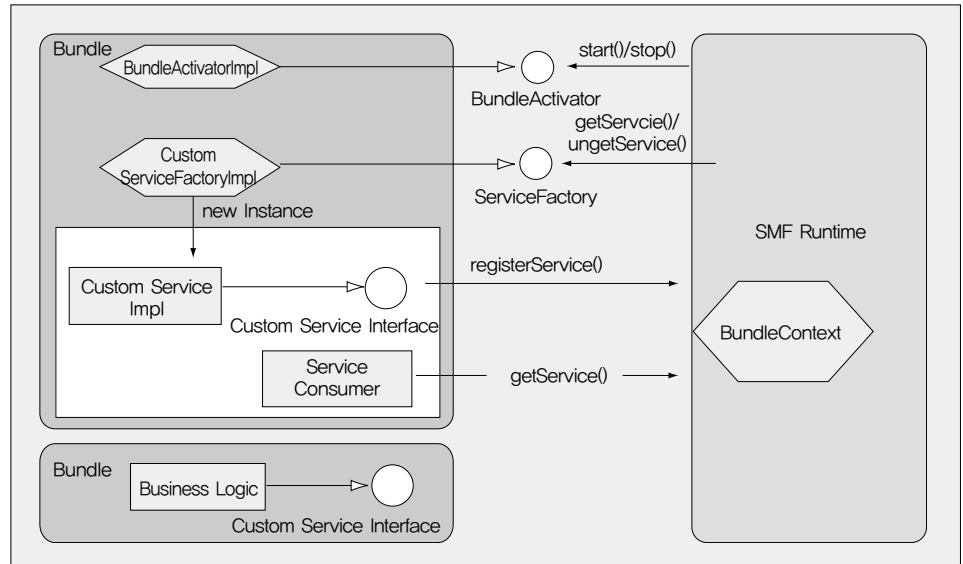 Bundle
BundleActivatorImpl
start()/stop()
BundleActivator
getServcie()/
ungetService()
Custom
ServiceFactoryImpl
ServiceFactory
new Instance
SMF Runtime
registerService()
Custom Service
Impl
Custom Service Interface
BundleContext
Service
Consumer
getService()
Bundle
Business Logic
Custom Service Interface